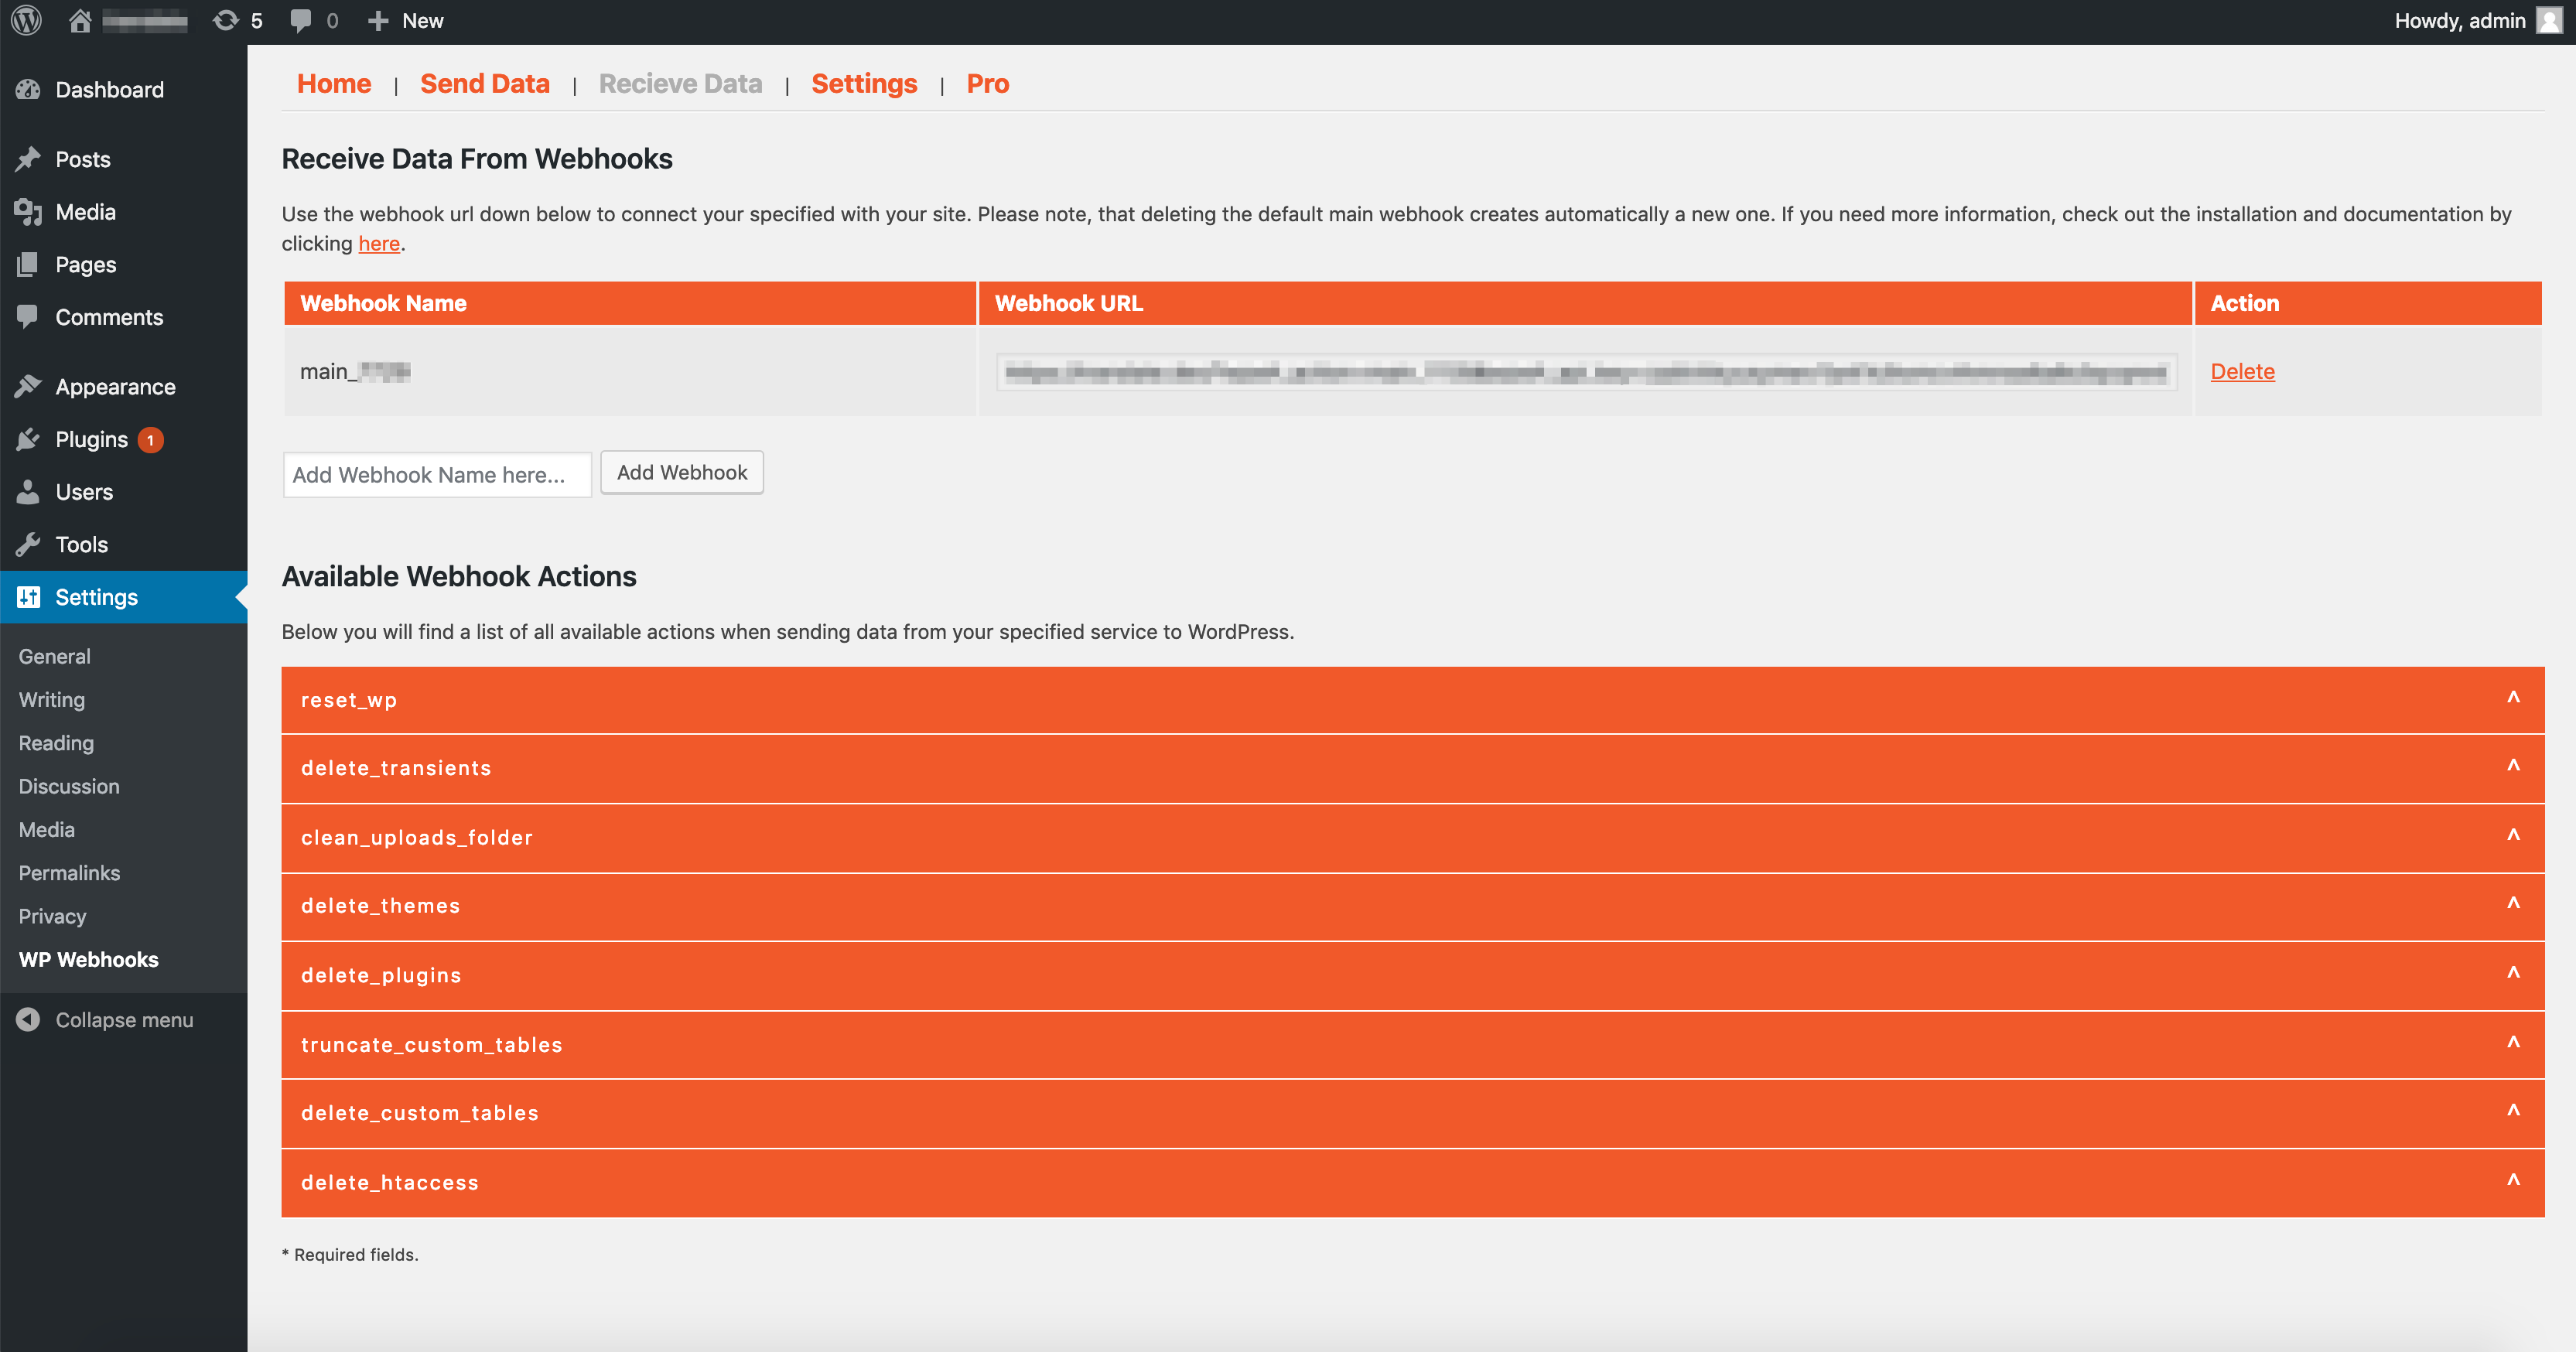 5 0 New Howdy, admin
Dashboard
Posts
Media
Pages
Comments
Appearance
Plugins 1
Users
Tools
Settings
General
Writing
Reading
Discussion
Media
Permalinks
Privacy
WP Webhooks
Collapse menu
Home | Send Data | Recieve Data | Settings | Pro
Receive Data From Webhooks
Use the webhook url down below to connect your specified with your site. Please note, that deleting the default main webhook creates automatically a new one. If you need more information, check out the installation and documentation by
clicking here.
Webhook Name Webhook URL Action
main_ Delete
Add Webhook Name here... Add Webhook
Available Webhook Actions
Below you will find a list of all available actions when sending data from your specified service to WordPress.
reset_wp ^
delete_transients ^
clean_uploads_folder ^
delete_themes ^
delete_plugins ^
truncate_custom_tables ^
delete_custom_tables ^
delete_htaccess ^
* Required fields.